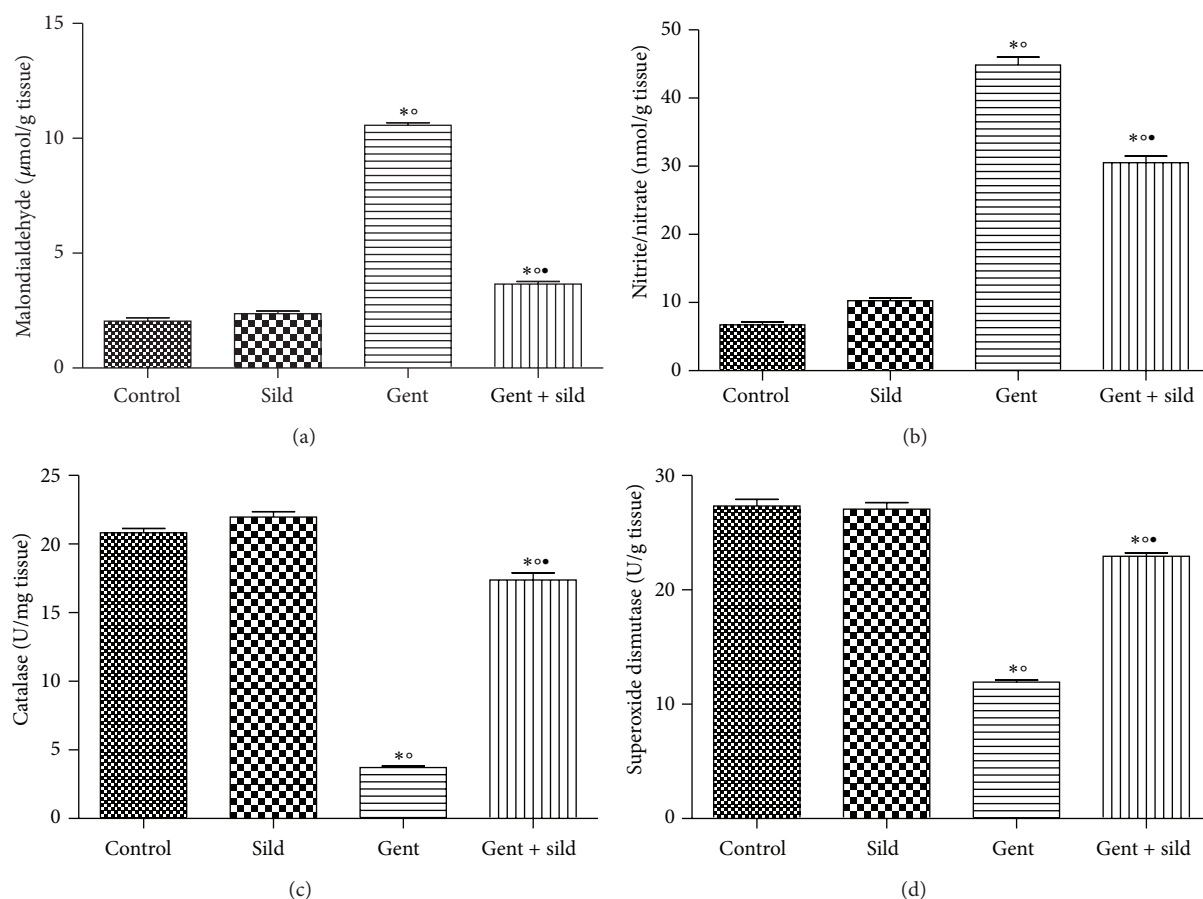 Malondialdehyde (μmol/g tissue)
15
10
5
0
*○
*○●
Control Sild Gent Gent + sild
(a)
Nitrite/nitrate (nmol/g tissue)
50
40
30
20
10
0
*○
*○●
Control Sild Gent Gent + sild
(b)
Catalase (U/mg tissue)
25
20
15
10
5
0
*○
*○●
Control Sild Gent Gent + sild
(c)
Superoxide dismutase (U/g tissue)
30
20
10
0
*○
*○●
Control Sild Gent Gent + sild
(d)